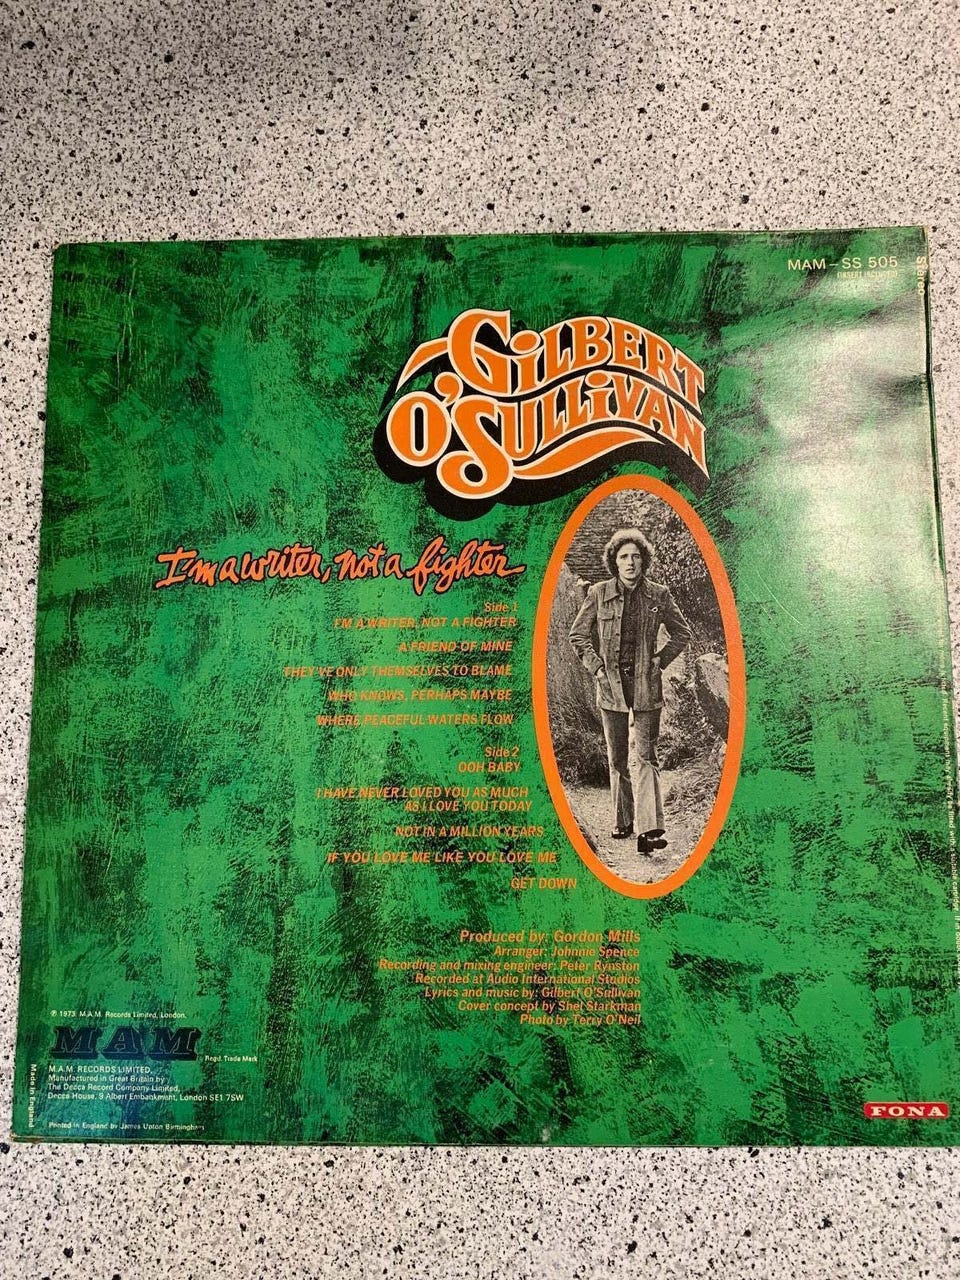 MAM-SS 505
(INSERT INCLUDED)
Stereo
GiLBERT
O'SULLiVAN
I'm a writer, not a fighter
Side 1
I'M A WRITER, NOT A FIGHTER
A FRIEND OF MINE
THEY'VE ONLY THEMSELVES TO BLAME
WHO KNOWS, PERHAPS MAYBE
WHERE PEACEFUL WATERS FLOW
Side 2
OOH BABY
I HAVE NEVER LOVED YOU AS MUCH
AS I LOVE YOU TODAY
NOT IN A MILLION YEARS
IF YOU LOVE ME LIKE YOU LOVE ME
GET DOWN
Produced by: Gordon Mills
Arranger: Johnnie Spence
Recording and mixing engineer: Peter Rynston
Recorded at Audio International Studios
Lyrics and music by: Gilbert O'Sullivan
Cover concept by Shel Starkman
Photo by Terry O'Neil
℗ 1973 M.A.M. Records Limited, London.
MAM
Regd. Trade Mark
M.A.M. RECORDS LIMITED,
Manufactured in Great Britain by
The Decca Record Company Limited,
Decca House, 9 Albert Embankment, London SE1 7SW
Made in England
Printed in England by James Upton Birmingham
FONA